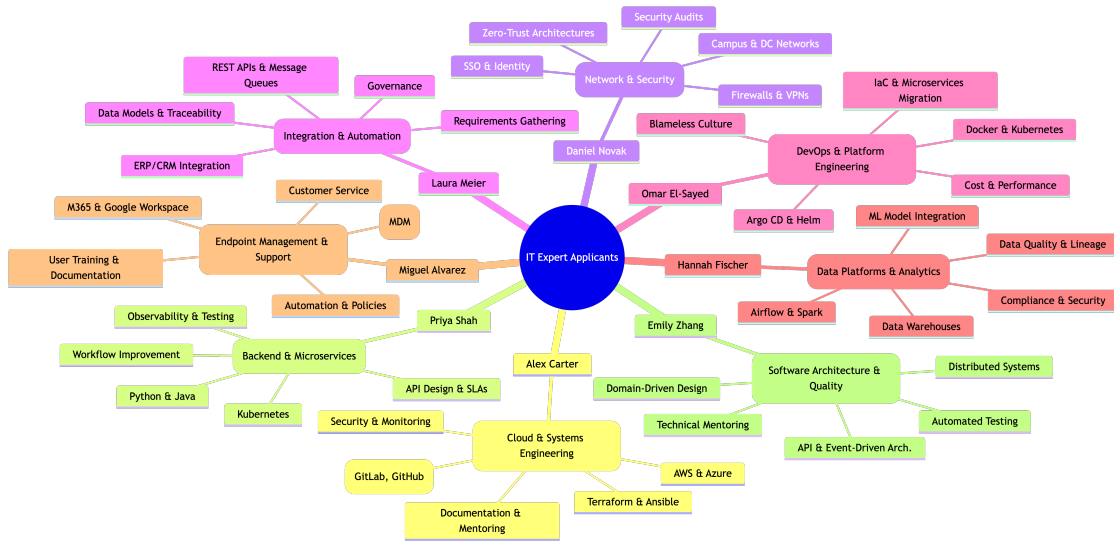 Security Audits
Zero-Trust Architectures
Campus & DC Networks
SSO & Identity
Network & Security
Firewalls & VPNs
Daniel Novak
REST APIs & Message
Queues
Governance
Data Models & Traceability
Integration & Automation
Requirements Gathering
ERP/CRM Integration
Laura Meier
IaC & Microservices
Migration
Blameless Culture
Docker & Kubernetes
DevOps & Platform
Engineering
Cost & Performance
Omar El-Sayed
Argo CD & Helm
Customer Service
M365 & Google Workspace
MDM
Endpoint Management &
Support
User Training &
Documentation
Miguel Alvarez
Automation & Policies
IT Expert Applicants
ML Model Integration
Data Quality & Lineage
Hannah Fischer
Data Platforms & Analytics
Compliance & Security
Airflow & Spark
Data Warehouses
Priya Shah
Observability & Testing
Workflow Improvement
Backend & Microservices
Python & Java
API Design & SLAs
Kubernetes
Emily Zhang
Software Architecture &
Quality
Distributed Systems
Domain-Driven Design
Technical Mentoring
Automated Testing
API & Event-Driven Arch.
Alex Carter
Security & Monitoring
Cloud & Systems
Engineering
GitLab, GitHub
AWS & Azure
Terraform & Ansible
Documentation &
Mentoring